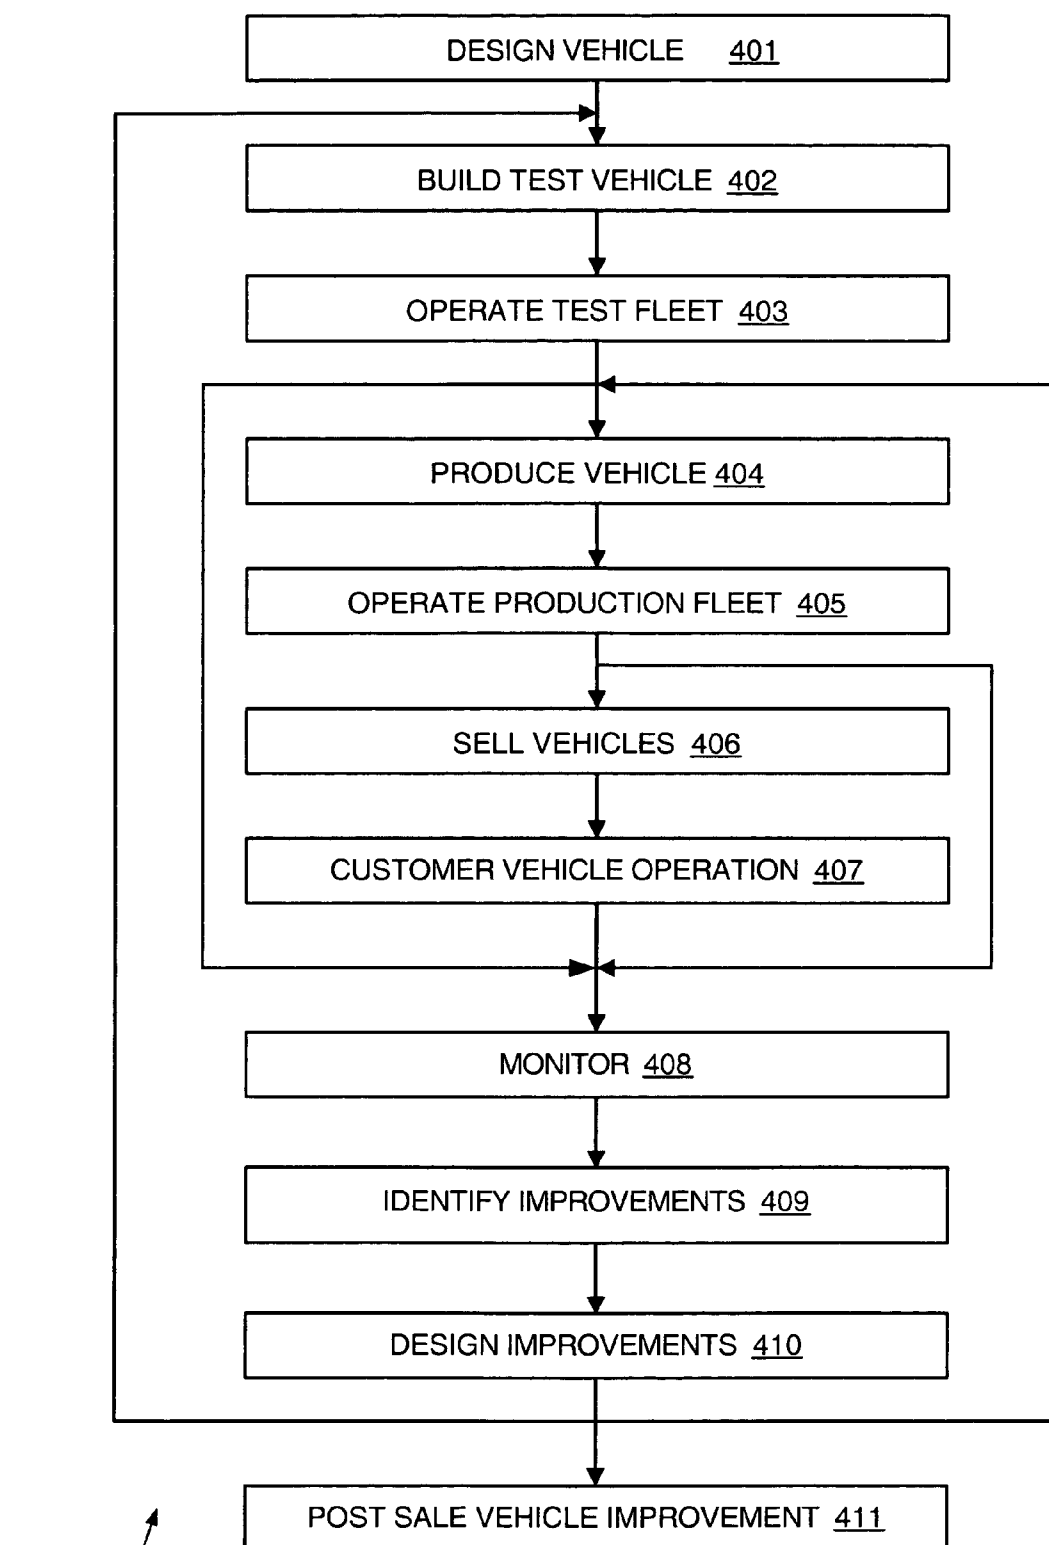 DESIGN VEHICLE 401
BUILD TEST VEHICLE 402
OPERATE TEST FLEET 403
PRODUCE VEHICLE 404
OPERATE PRODUCTION FLEET 405
SELL VEHICLES 406
CUSTOMER VEHICLE OPERATION 407
MONITOR 408
IDENTIFY IMPROVEMENTS 409
DESIGN IMPROVEMENTS 410
POST SALE VEHICLE IMPROVEMENT 411